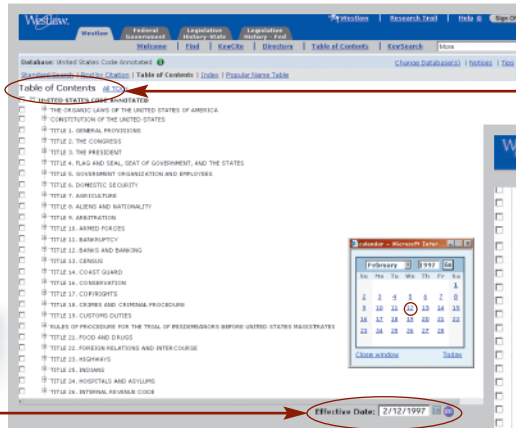 Westlaw.
My Westlaw | Research Trail | Help | Sign Of
Westlaw Federal Government Legislative History-State Legislative History - Fed
Welcome | Find | KeyCite | Directory | Table of Contents | KeySearch More
Database: United States Code Annotated Change Database(s) | Notices | Tips
Standard Search | Find by Citation | Table of Contents | Index | Popular Name Table
Table of Contents All TOCs
UNITED STATES CODE ANNOTATED
THE ORGANIC LAWS OF THE UNITED STATES OF AMERICA
CONSTITUTION OF THE UNITED STATES
TITLE 1. GENERAL PROVISIONS
TITLE 2. THE CONGRESS
TITLE 3. THE PRESIDENT
TITLE 4. FLAG AND SEAL, SEAT OF GOVERNMENT, AND THE STATES
TITLE 5. GOVERNMENT ORGANIZATION AND EMPLOYEES
TITLE 6. DOMESTIC SECURITY
TITLE 7. AGRICULTURE
TITLE 8. ALIENS AND NATIONALITY
TITLE 9. ARBITRATION
TITLE 10. ARMED FORCES
TITLE 11. BANKRUPTCY
TITLE 12. BANKS AND BANKING
TITLE 13. CENSUS
TITLE 14. COAST GUARD
TITLE 16. CONSERVATION
TITLE 17. COPYRIGHTS
TITLE 18. CRIMES AND CRIMINAL PROCEDURE
TITLE 19. CUSTOMS DUTIES
RULES OF PROCEDURE FOR THE TRIAL OF MISDEMEANORS BEFORE UNITED STATES MAGISTRATES
TITLE 21. FOOD AND DRUGS
TITLE 22. FOREIGN RELATIONS AND INTERCOURSE
TITLE 23. HIGHWAYS
TITLE 25. INDIANS
TITLE 24. HOSPITALS AND ASYLUMS
TITLE 26. INTERNAL REVENUE CODE
calendar - Microsoft Inter...
February 1997 Go
Su Mo Tu We Th Fr Sa
1
2 3 4 5 6 7 8
9 10 11 12 13 14 15
16 17 18 19 20 21 22
23 24 25 26 27 28
Close window Today
Effective Date: 2/12/1997
W